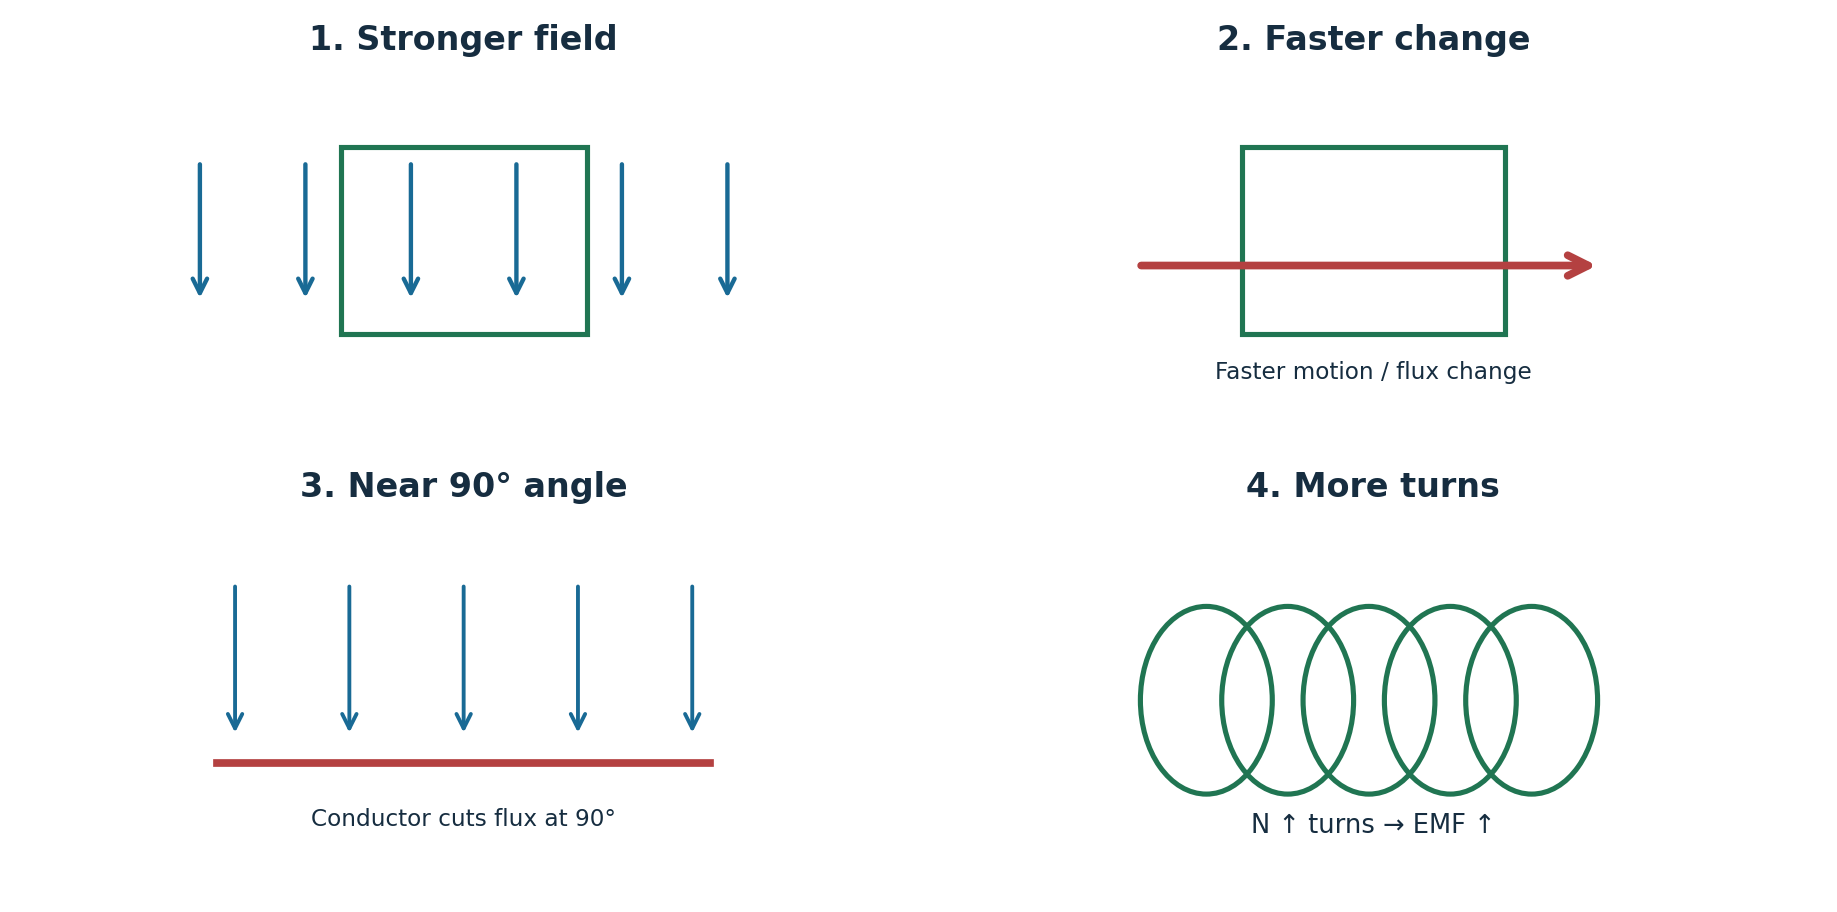 1. Stronger field
2. Faster change
Faster motion / flux change
3. Near 90° angle
Conductor cuts flux at 90°
4. More turns
N ↑ turns → EMF ↑